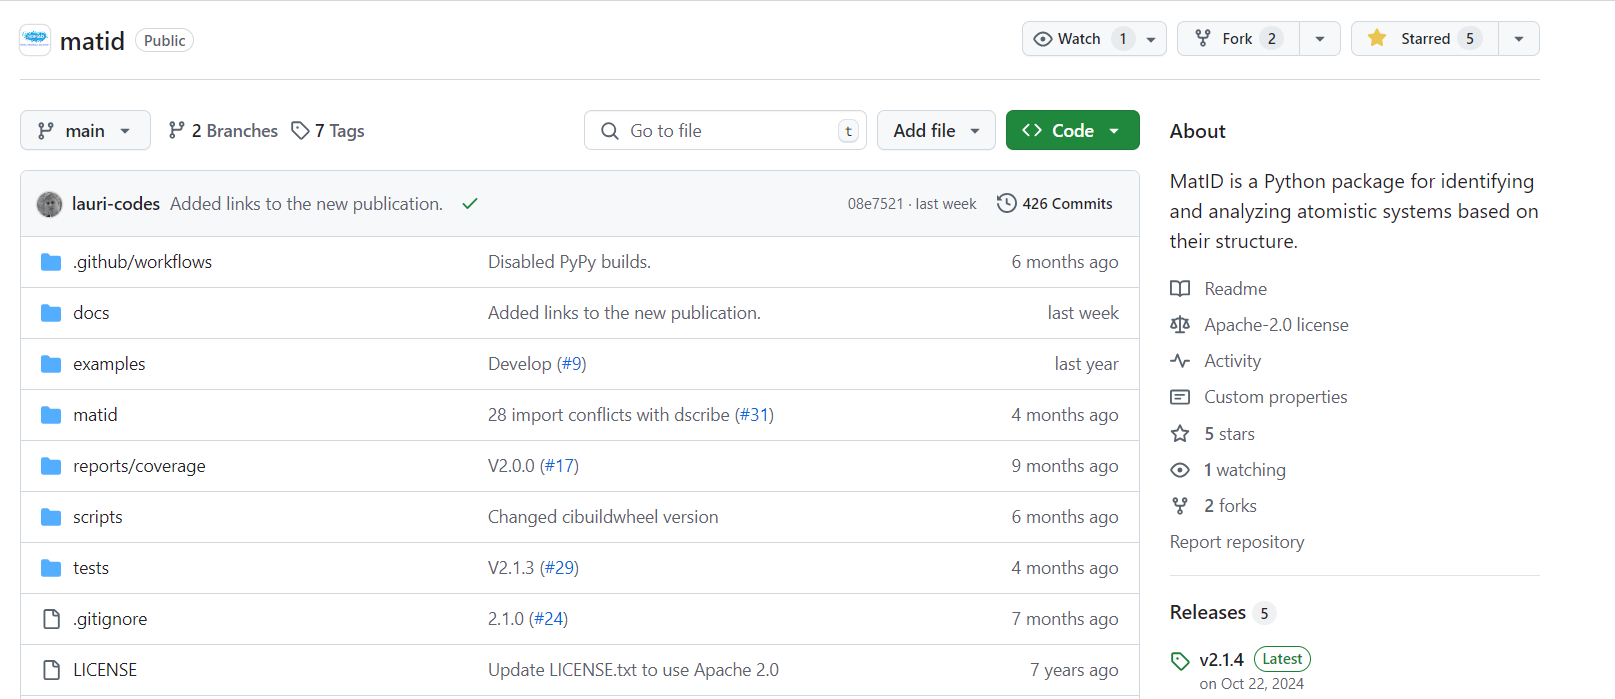 matid Public Watch 1 Fork 2 Starred 5
main 2 Branches 7 Tags Go to file t Add file <> Code
lauri-codes Added links to the new publication. 08e7521 · last week 426 Commits
.github/workflows Disabled PyPy builds. 6 months ago
docs Added links to the new publication. last week
examples Develop (#9) last year
matid 28 import conflicts with dscribe (#31) 4 months ago
reports/coverage V2.0.0 (#17) 9 months ago
scripts Changed cibuildwheel version 6 months ago
tests V2.1.3 (#29) 4 months ago
.gitignore 2.1.0 (#24) 7 months ago
LICENSE Update LICENSE.txt to use Apache 2.0 7 years ago
About
MatID is a Python package for identifying
and analyzing atomistic systems based on
their structure.
Readme
Apache-2.0 license
Activity
Custom properties
5 stars
1 watching
2 forks
Report repository
Releases 5
v2.1.4 Latest
on Oct 22, 2024